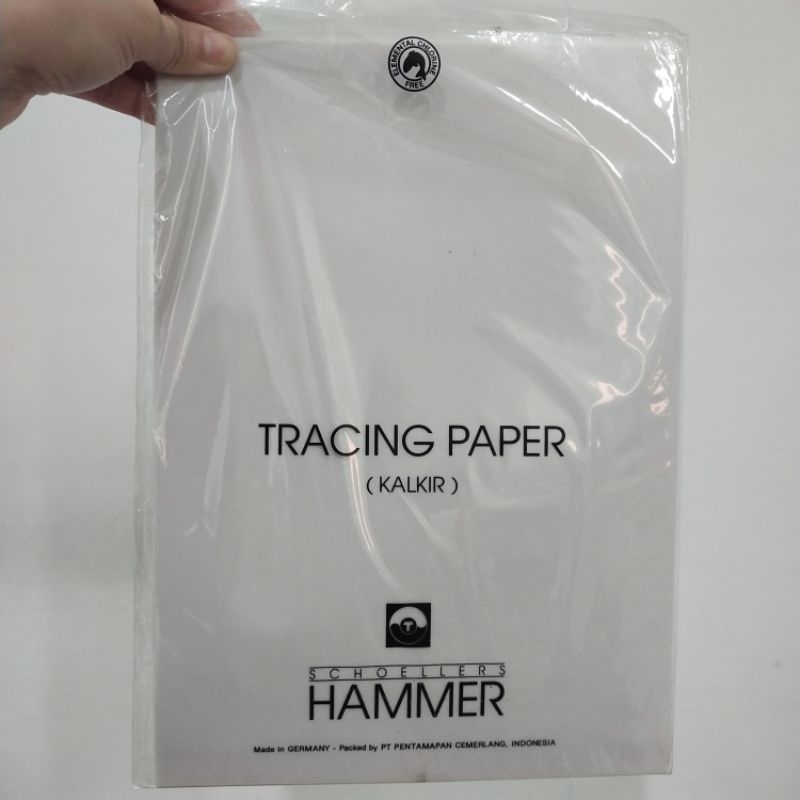 ELEMENTAL CHLORINE
FREE
TRACING PAPER
( KALKIR )
T
SCHOELLERS
HAMMER
Made in GERMANY - Packed by PT PENTAMAPAN CEMERLANG, INDONESIA